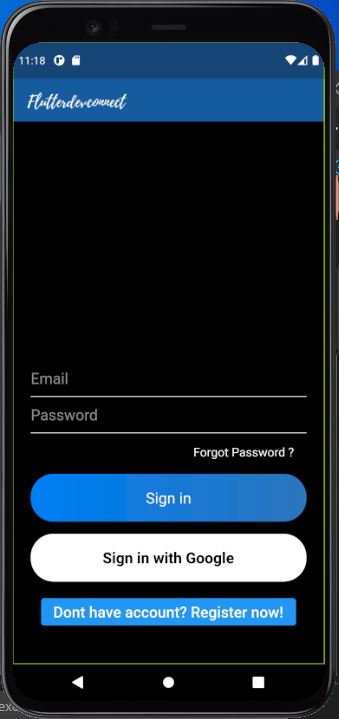 11:18
Flutterdevconnect
Email
Password
Forgot Password ?
Sign in
Sign in with Google
Dont have account? Register now!